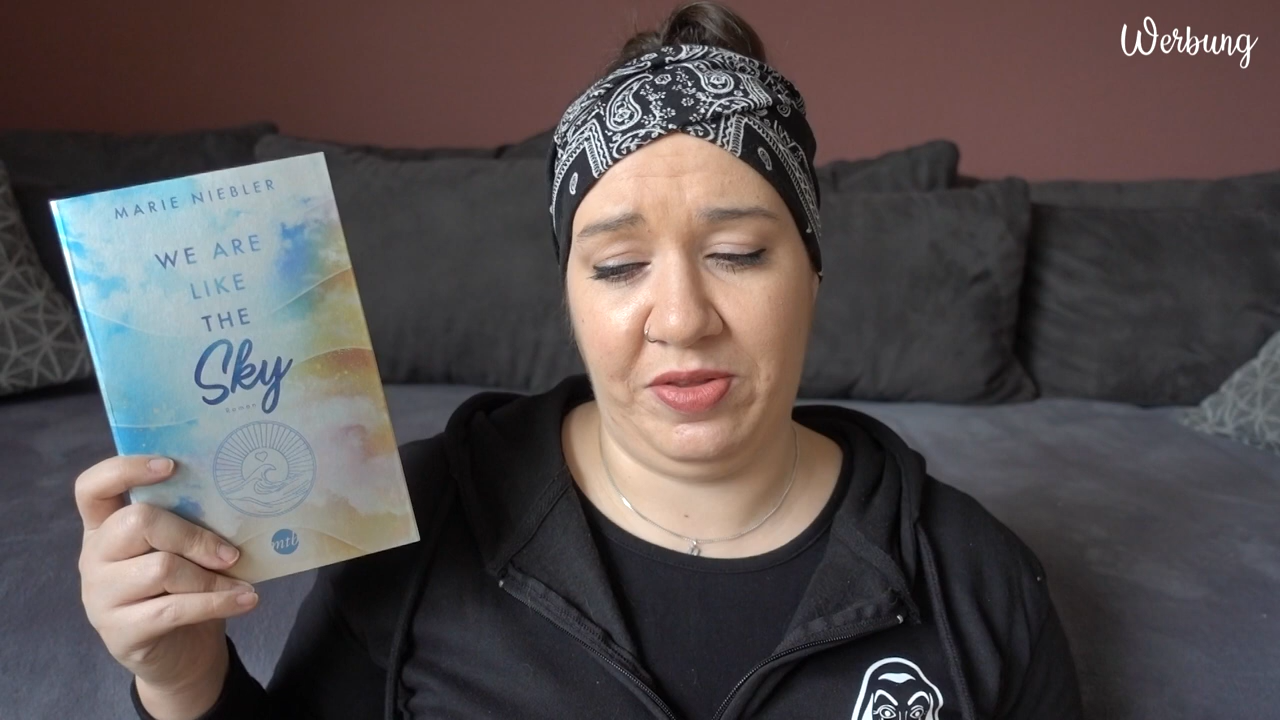 Werbung
MARIE NIEBLER
WE ARE
LIKE
THE
Sky
Roman
mtb